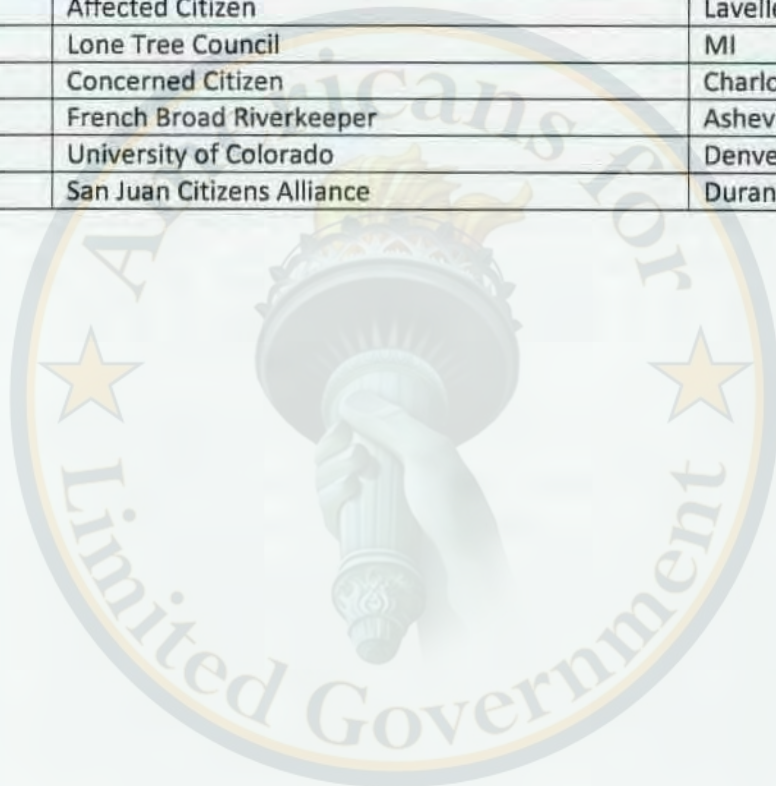 Affected Citizen Lavelle
Lone Tree Council MI
Concerned Citizen Charlo
French Broad Riverkeeper Ashev
University of Colorado Denve
San Juan Citizens Alliance Duran
Americans for
Limited Government